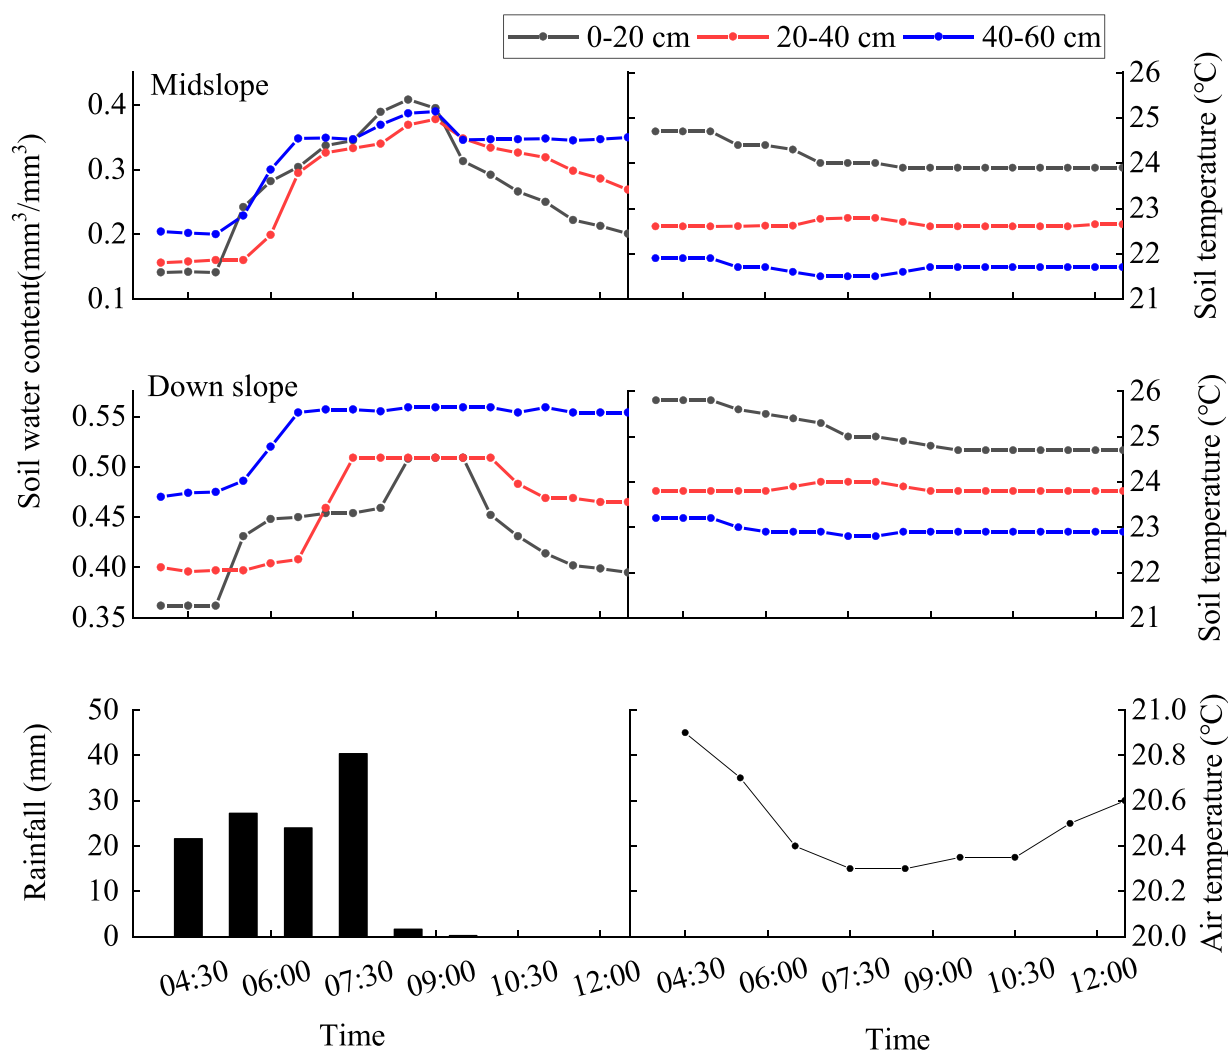 0-20 cm 20-40 cm 40-60 cm
Midslope
0.4
0.3
0.2
0.1
Soil water content(mm³/mm³)
26
25
24
23
22
21
Soil temperature (°C)
Down slope
0.55
0.50
0.45
0.40
0.35
26
25
24
23
22
21
Soil temperature (°C)
50
40
30
20
10
0
Rainfall (mm)
21.0
20.8
20.6
20.4
20.2
20.0
Air temperature (°C)
04:30 06:00 07:30 09:00 10:30 12:00
04:30 06:00 07:30 09:00 10:30 12:00
Time
Time